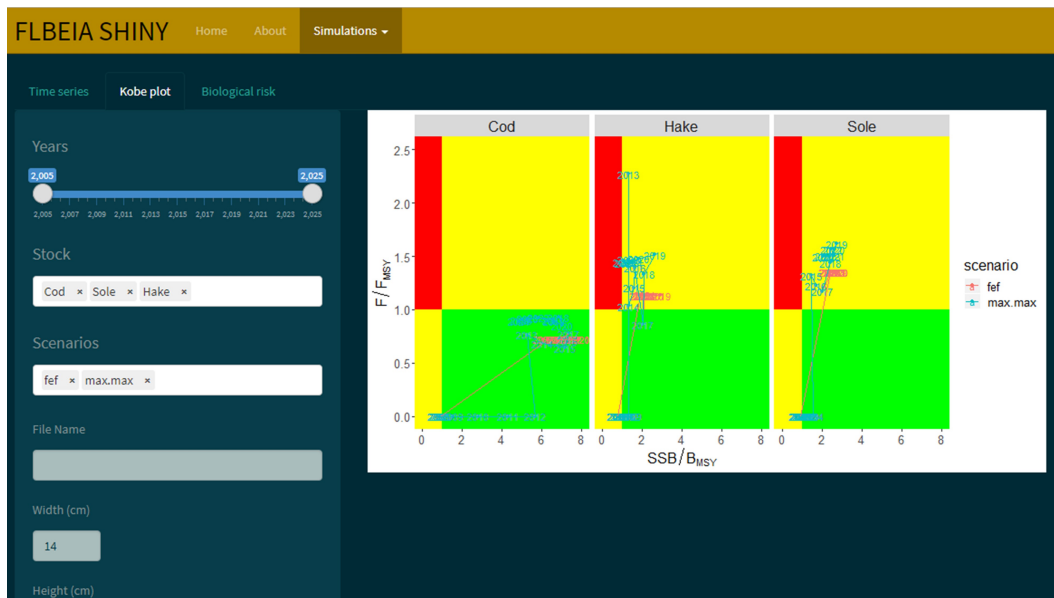 FLBEIA SHINY Home About Simulations
Time series Kobe plot Biological risk
Years
2,005 2,025
2,005 2,007 2,009 2,011 2,013 2,015 2,017 2,019 2,021 2,023 2,025
Stock
Cod × Sole × Hake ×
Scenarios
fef × max.max ×
File Name
Width (cm)
14
Height (cm)
Cod Hake Sole
2.5
2.0
1.5
1.0
0.5
0.0
F/F_MSY
2013
2019
2018
2014
2019
2018
2015
2017
0 2 4 6 8 0 2 4 6 8 0 2 4 6 8
SSB/B_MSY
scenario
a fef
a max.max